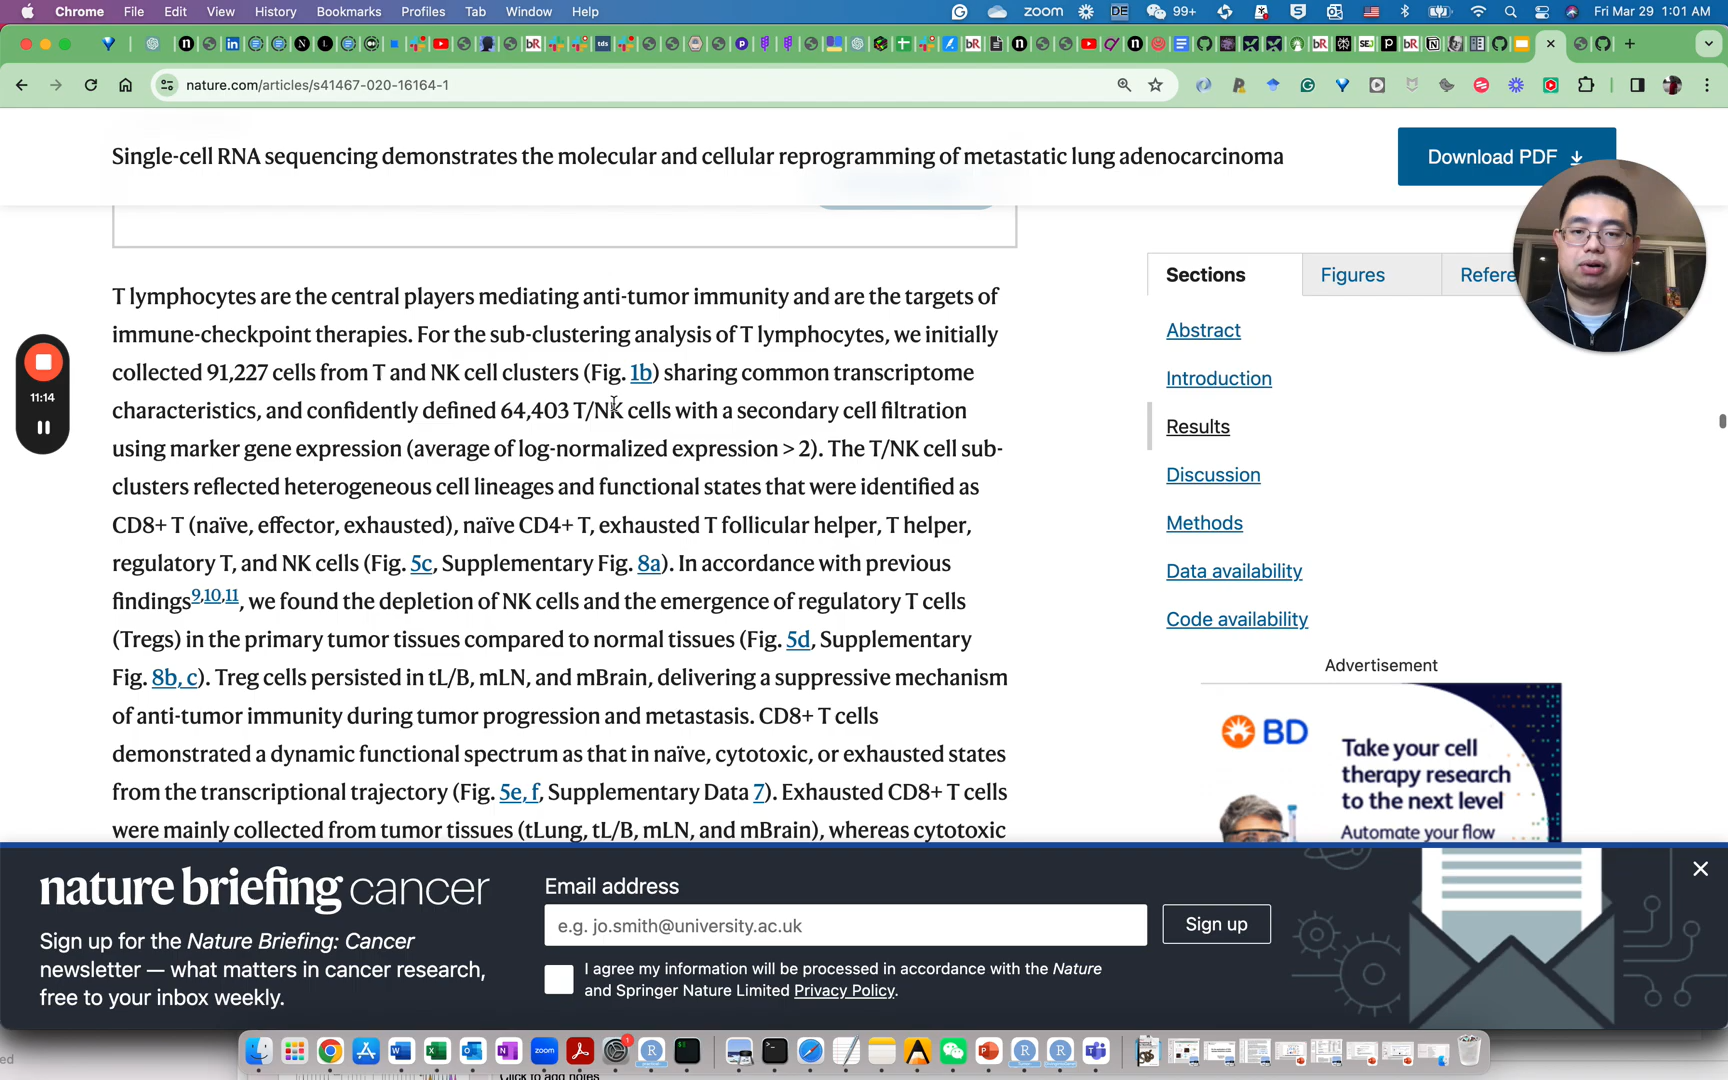 Chrome File Edit View History Bookmarks Profiles Tab Window Help
zoom DE 99+ Fri Mar 29 1:01 AM
nature.com/articles/s41467-020-16164-1
Single-cell RNA sequencing demonstrates the molecular and cellular reprogramming of metastatic lung adenocarcinoma
Download PDF
T lymphocytes are the central players mediating anti-tumor immunity and are the targets of
immune-checkpoint therapies. For the sub-clustering analysis of T lymphocytes, we initially
collected 91,227 cells from T and NK cell clusters (Fig. 1b) sharing common transcriptome
characteristics, and confidently defined 64,403 T/NK cells with a secondary cell filtration
using marker gene expression (average of log-normalized expression > 2). The T/NK cell sub-
clusters reflected heterogeneous cell lineages and functional states that were identified as
CD8+ T (naïve, effector, exhausted), naïve CD4+ T, exhausted T follicular helper, T helper,
regulatory T, and NK cells (Fig. 5c, Supplementary Fig. 8a). In accordance with previous
findings9,10,11, we found the depletion of NK cells and the emergence of regulatory T cells
(Tregs) in the primary tumor tissues compared to normal tissues (Fig. 5d, Supplementary
Fig. 8b, c). Treg cells persisted in tL/B, mLN, and mBrain, delivering a suppressive mechanism
of anti-tumor immunity during tumor progression and metastasis. CD8+ T cells
demonstrated a dynamic functional spectrum as that in naïve, cytotoxic, or exhausted states
from the transcriptional trajectory (Fig. 5e, f, Supplementary Data 7). Exhausted CD8+ T cells
were mainly collected from tumor tissues (tLung, tL/B, mLN, and mBrain), whereas cytotoxic
11:14
Sections Figures Refere
Abstract
Introduction
Results
Discussion
Methods
Data availability
Code availability
Advertisement
BD
Take your cell
therapy research
to the next level
Automate your flow
nature briefing cancer
Sign up for the Nature Briefing: Cancer
newsletter — what matters in cancer research,
free to your inbox weekly.
Email address
e.g. jo.smith@university.ac.uk
Sign up
I agree my information will be processed in accordance with the Nature
and Springer Nature Limited Privacy Policy.
zoom
Click to add notes